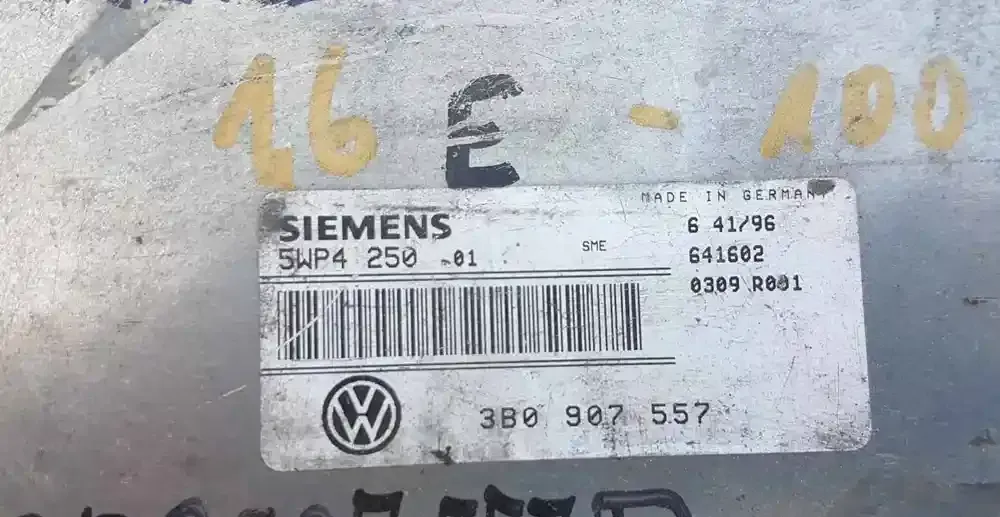 16 E - 100
MADE IN GERMANY
SIEMENS
6 41/96
5WP4 250 -01
SME
641602
0309 R001
3B0 907 557